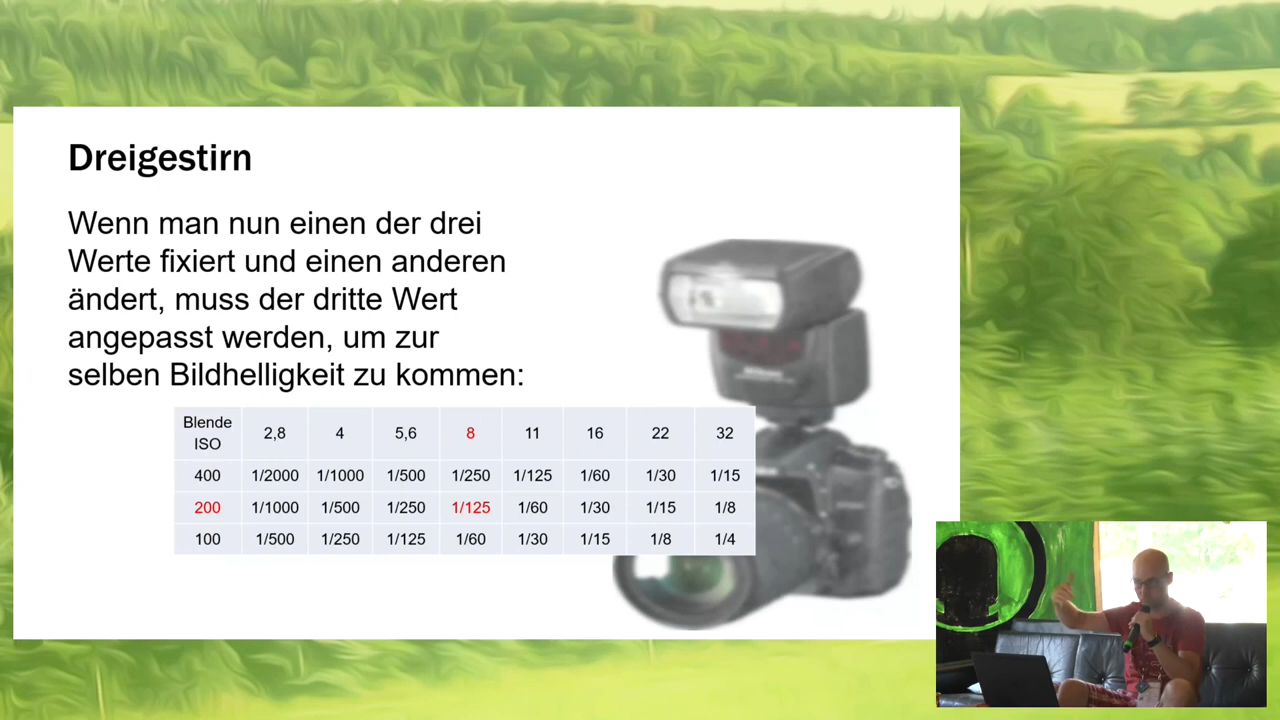 Dreigestirn
Wenn man nun einen der drei
Werte fixiert und einen anderen
ändert, muss der dritte Wert
angepasst werden, um zur
selben Bildhelligkeit zu kommen:
Blende
ISO
2,8 4 5,6 8 11 16 22 32
400 1/2000 1/1000 1/500 1/250 1/125 1/60 1/30 1/15
200 1/1000 1/500 1/250 1/125 1/60 1/30 1/15 1/8
100 1/500 1/250 1/125 1/60 1/30 1/15 1/8 1/4